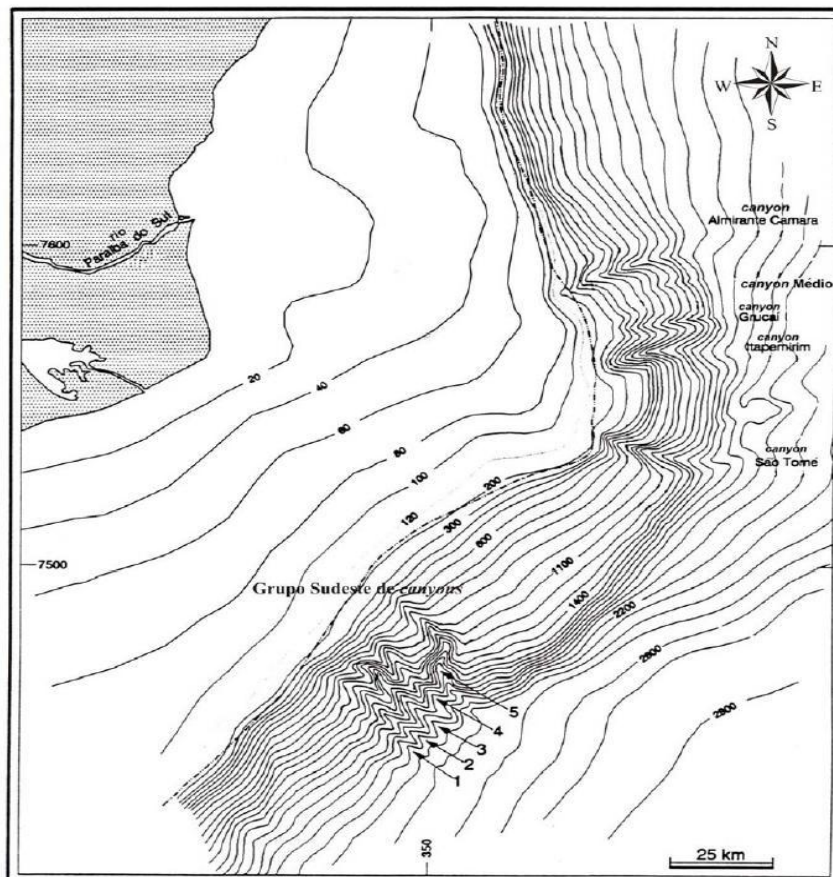 N
W E
S
canyon
Almirante Camara
rio
Paraíba do Sul
7600
canyon Médio
canyon
Grucaí
canyon
Itapemirim
20
40
60
80
100
120
200
300
600
1100
1400
2200
2600
2800
canyon
São Tomé
7500
Grupo Sudeste de canyons
5
4
3
2
1
350
25 km